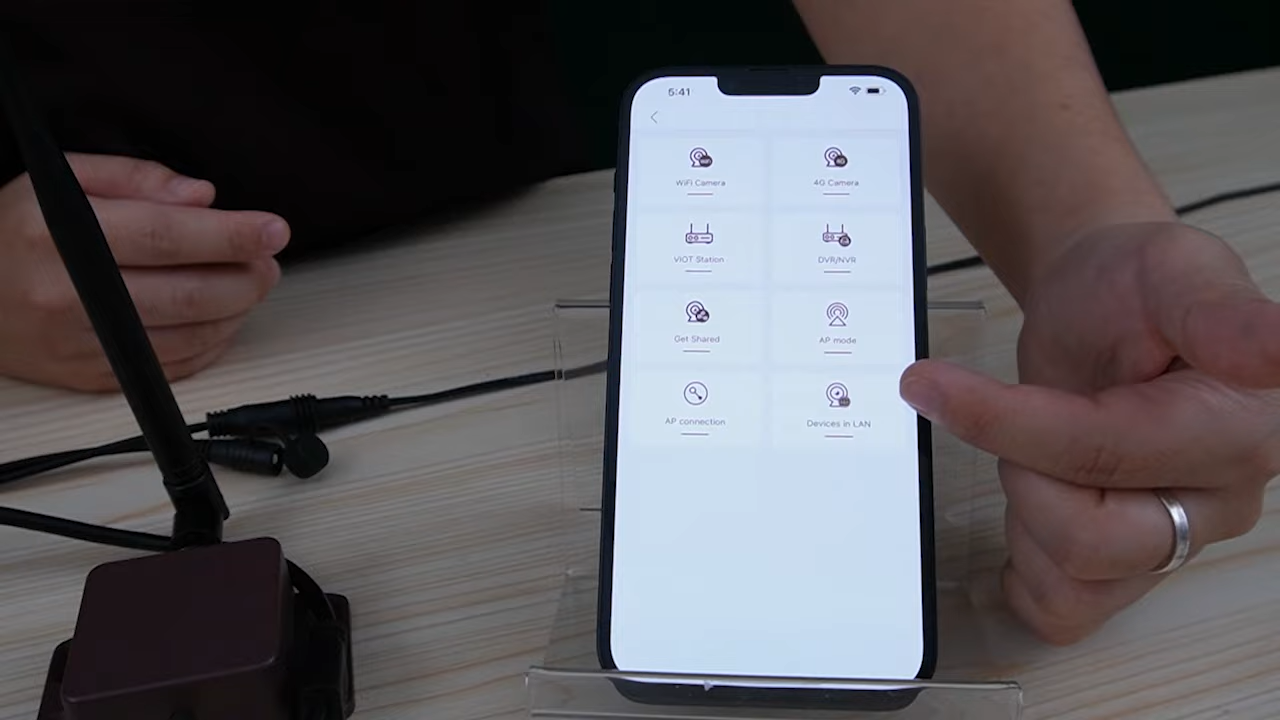 5:41
WiFi Camera
4G Camera
VIOT Station
DVR/NVR
Get Shared
AP mode
AP connection
Devices in LAN